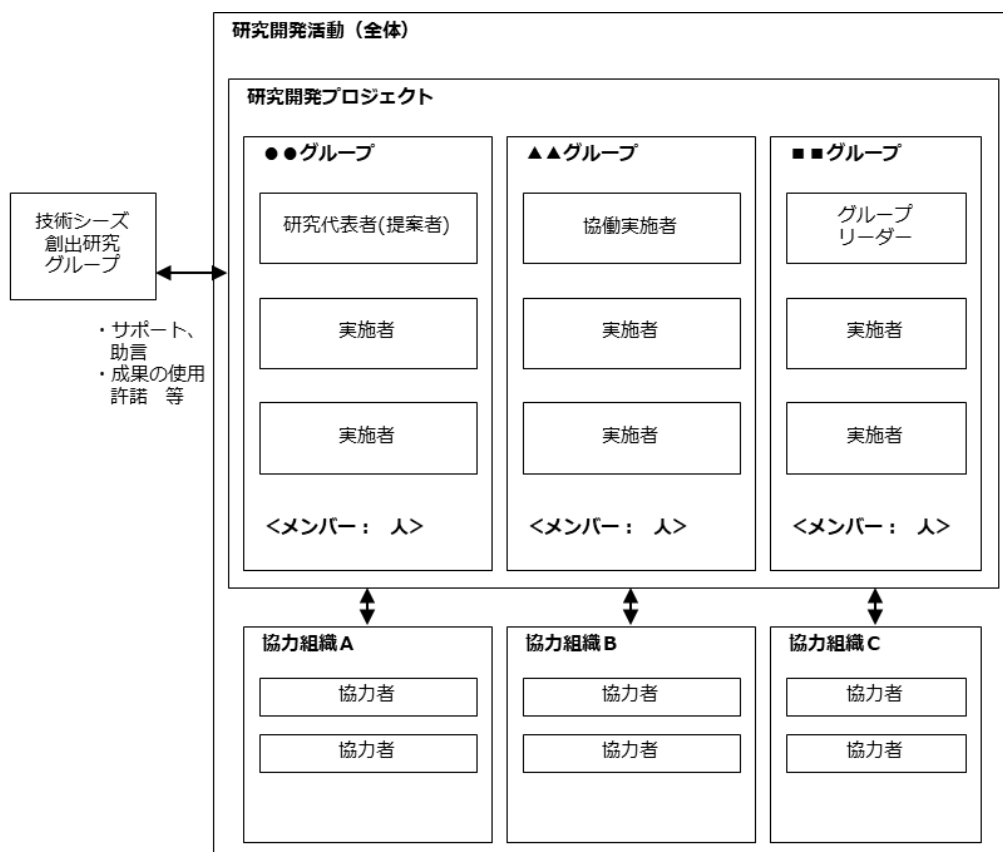 研究開発活動（全体）
研究開発プロジェクト
●●グループ
研究代表者(提案者)
実施者
実施者
<メンバー：　人>
▲▲グループ
協働実施者
実施者
実施者
<メンバー：　人>
■■グループ
グループ
リーダー
実施者
実施者
<メンバー：　人>
技術シーズ
創出研究
グループ
・サポート、
助言
・成果の使用
許諾　等
協力組織A
協力者
協力者
協力組織B
協力者
協力者
協力組織C
協力者
協力者